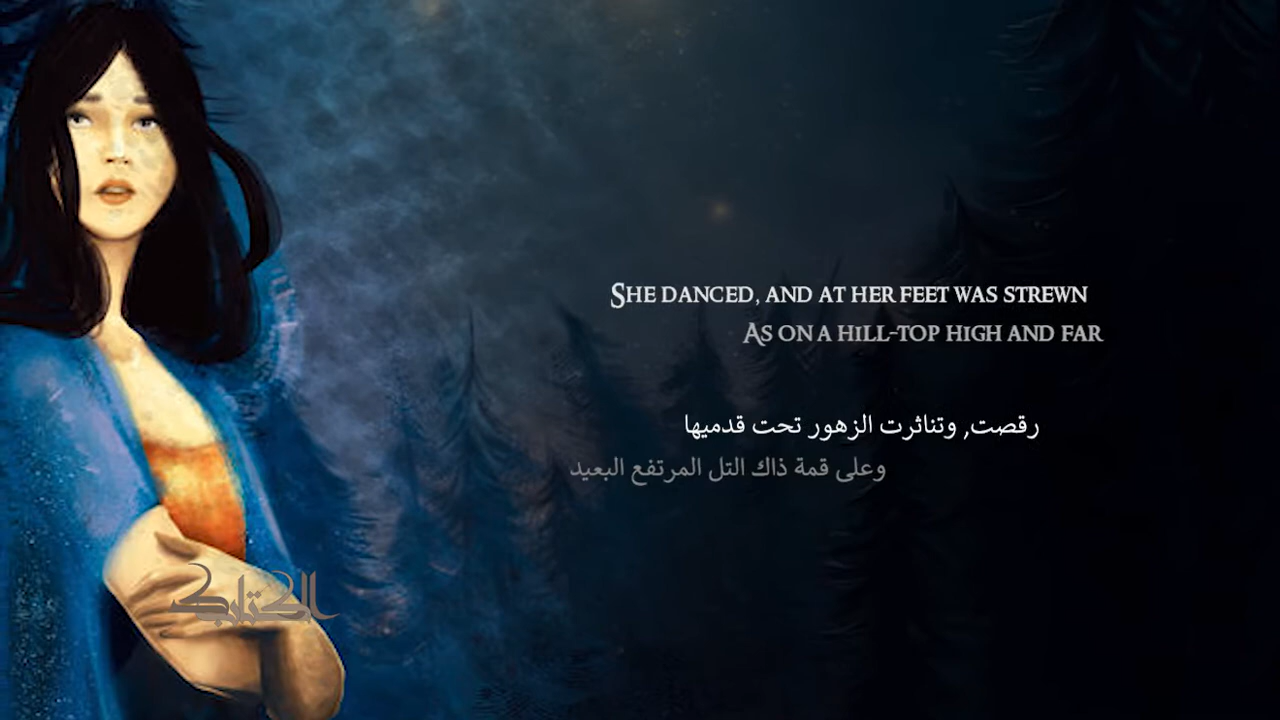 She danced, and at her feet was strewn
As on a hill-top high and far
رقصت, وتناثرت الزهور تحت قدميها
وعلى قمة ذاك التل المرتفع البعيد